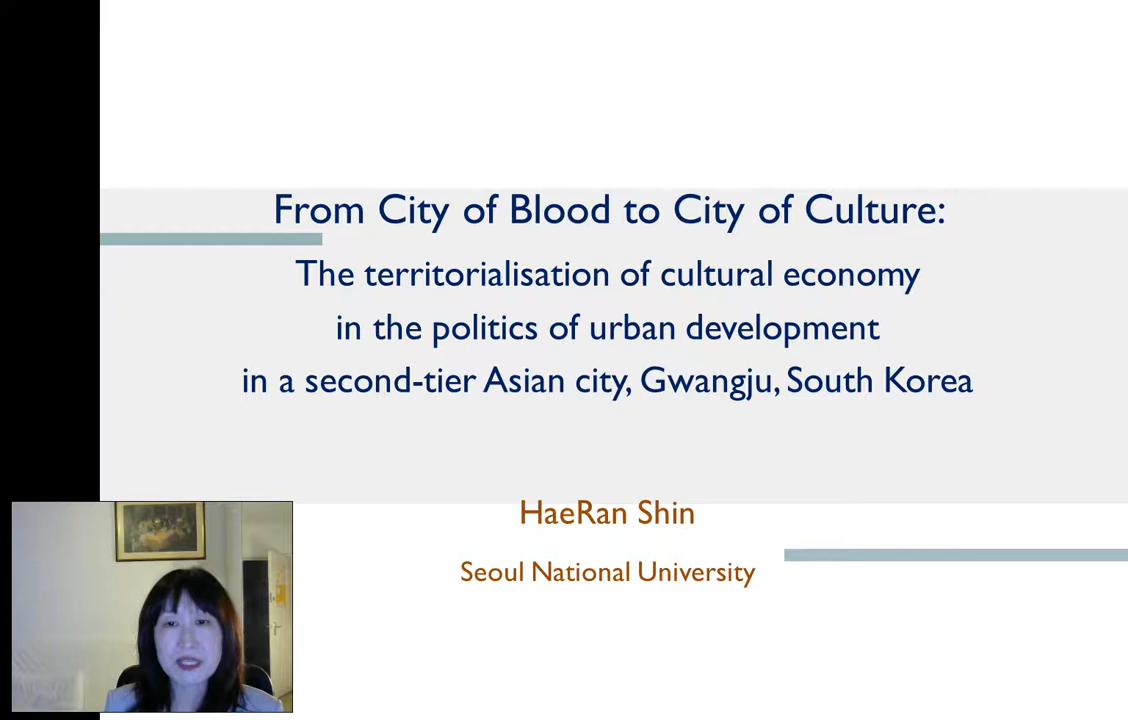 From City of Blood to City of Culture:
The territorialisation of cultural economy
in the politics of urban development
in a second-tier Asian city, Gwangju, South Korea
HaeRan Shin
Seoul National University